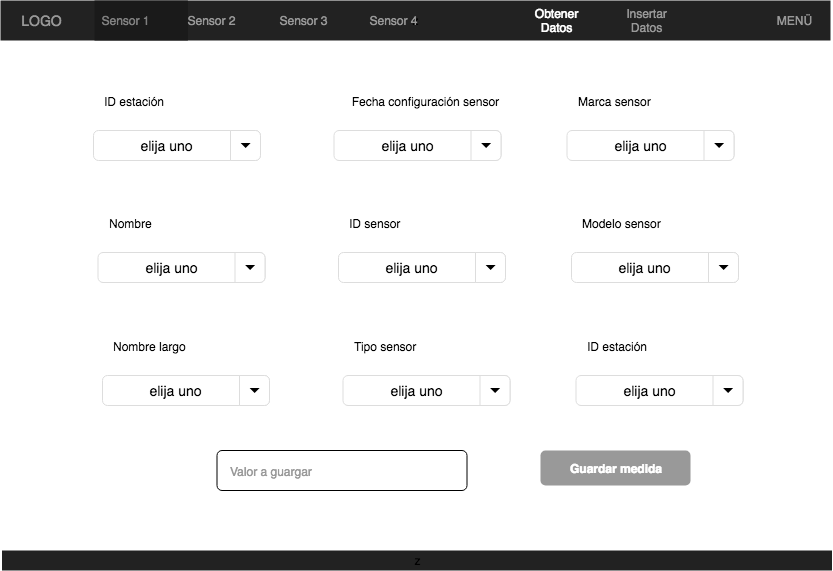 LOGO
Sensor 1
Sensor 2
Sensor 3
Sensor 4
Obtener
Datos
Insertar
Datos
MENÜ
ID estación
Fecha configuración sensor
Marca sensor
elija uno
elija uno
elija uno
Nombre
ID sensor
Modelo sensor
elija uno
elija uno
elija uno
Nombre largo
Tipo sensor
ID estación
elija uno
elija uno
elija uno
Valor a guargar
Guardar medida
z